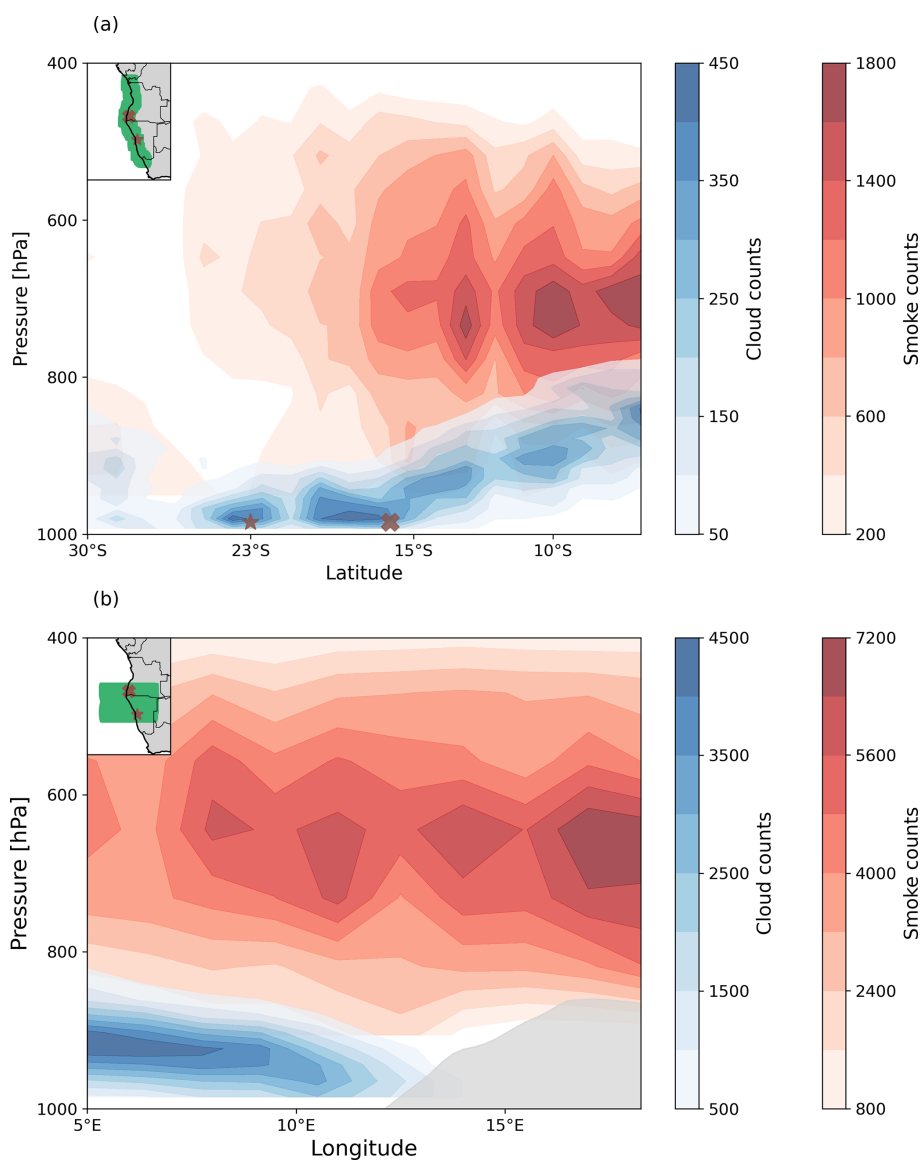 (a)
400
600
800
1000
Pressure [hPa]
30°S
23°S
15°S
10°S
Latitude
450
350
250
150
50
Cloud counts
1800
1400
1000
600
200
Smoke counts
(b)
400
600
800
1000
Pressure [hPa]
5°E
10°E
15°E
Longitude
4500
3500
2500
1500
500
Cloud counts
7200
5600
4000
2400
800
Smoke counts